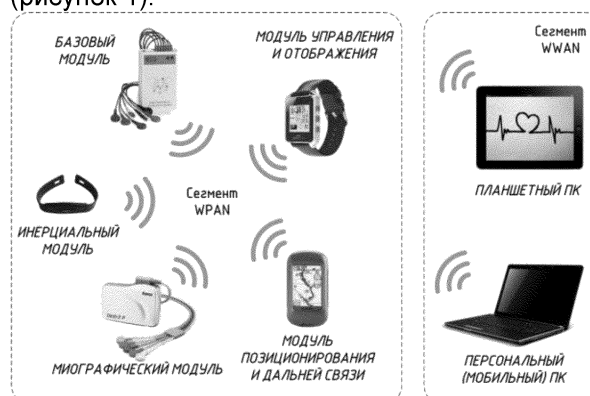 (рисунок 1).
БАЗОВЫЙ
МОДУЛЬ
МОДУЛЬ УПРАВЛЕНИЯ
И ОТОБРАЖЕНИЯ
Сегмент
WWAN
ПЛАНШЕТНЫЙ ПК
Сегмент
WPAN
ИНЕРЦИАЛЬНЫЙ
МОДУЛЬ
МИОГРАФИЧЕСКИЙ МОДУЛЬ
МОДУЛЬ
ПОЗИЦИОНИРОВАНИЯ
И ДАЛЬНЕЙ СВЯЗИ
ПЕРСОНАЛЬНЫЙ
(МОБИЛЬНЫЙ) ПК